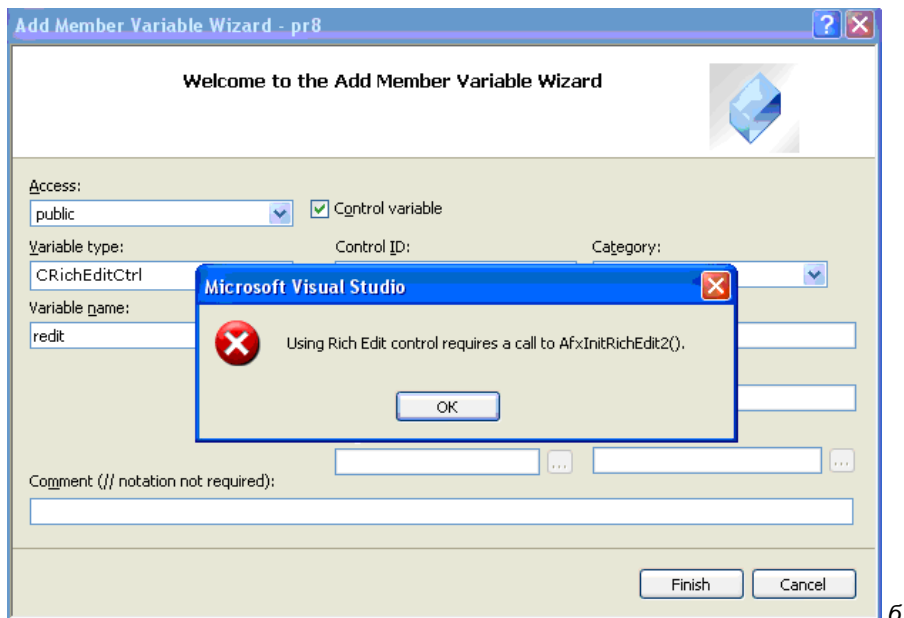 Add Member Variable Wizard - pr8
Welcome to the Add Member Variable Wizard
Access:
public
Control variable
Variable type:
Control ID:
Category:
CRichEditCtrl
Microsoft Visual Studio
Variable name:
redit
Using Rich Edit control requires a call to AfxInitRichEdit2().
OK
...
...
Comment (// notation not required):
Finish
Cancel
б